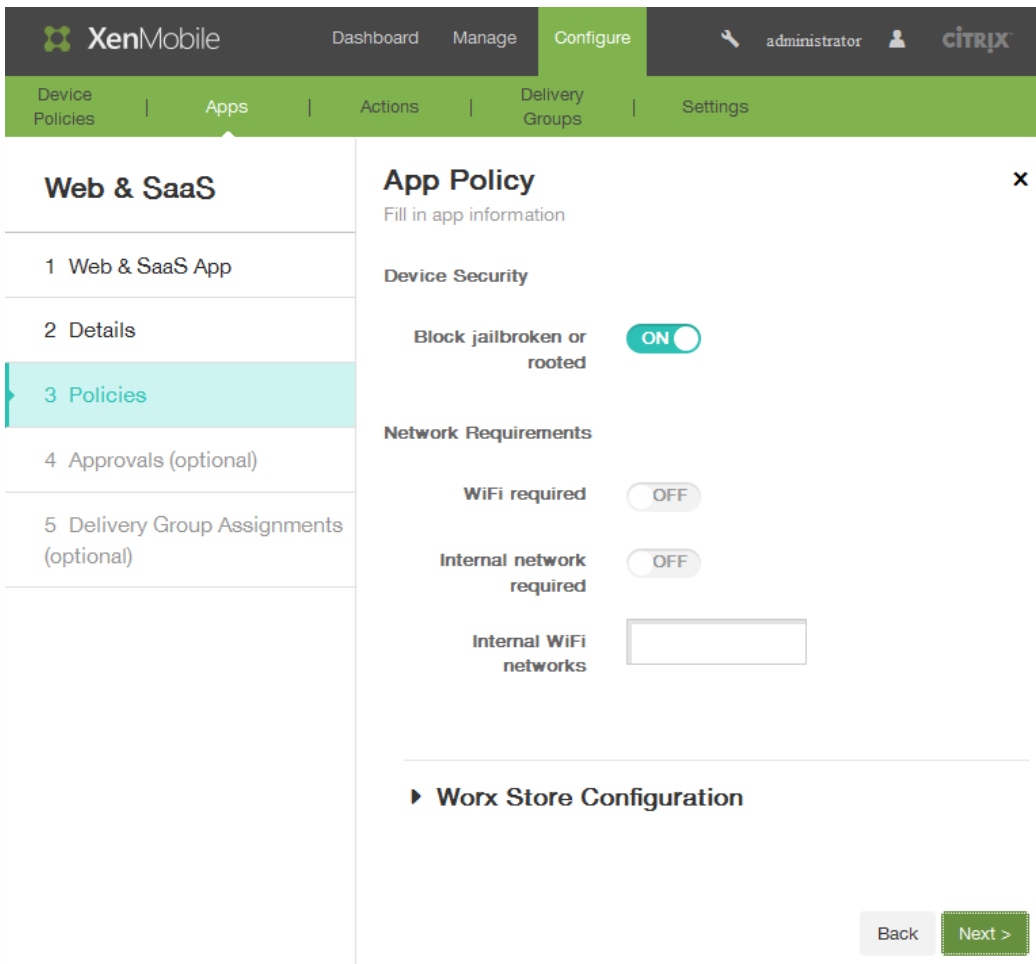 XenMobile Dashboard Manage Configure administrator CİTRIX
Device Policies | Apps | Actions | Delivery Groups | Settings
Web & SaaS
1 Web & SaaS App
2 Details
3 Policies
4 Approvals (optional)
5 Delivery Group Assignments
(optional)
App Policy
×
Fill in app information
Device Security
Block jailbroken or
rooted
ON
Network Requirements
WiFi required
OFF
Internal network
required
OFF
Internal WiFi
networks
Worx Store Configuration
Back
Next >